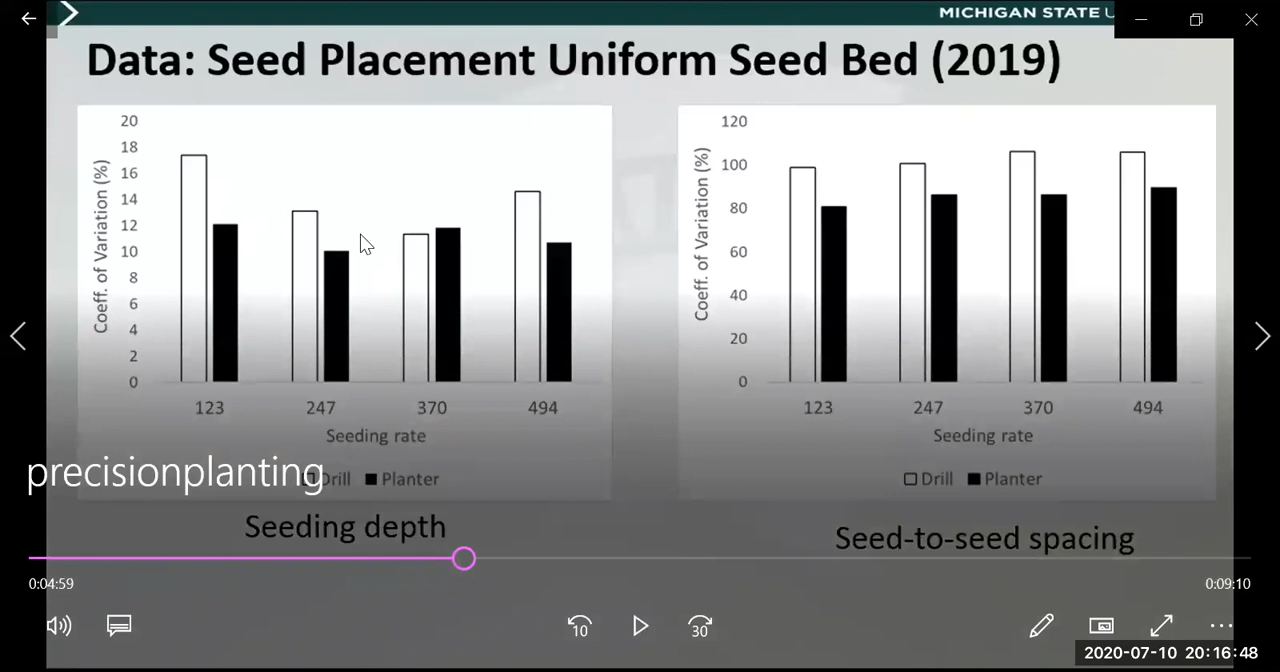 MICHIGAN STATE U
Data: Seed Placement Uniform Seed Bed (2019)
Coeff. of Variation (%)
20
18
16
14
12
10
8
6
4
2
0
123 247 370 494
Seeding rate
Drill Planter
Seeding depth
Coeff. of Variation (%)
120
100
80
60
40
20
0
123 247 370 494
Seeding rate
Drill Planter
Seed-to-seed spacing
precisionplanting
0:04:59
0:09:10
10
30
2020-07-10 20:16:48